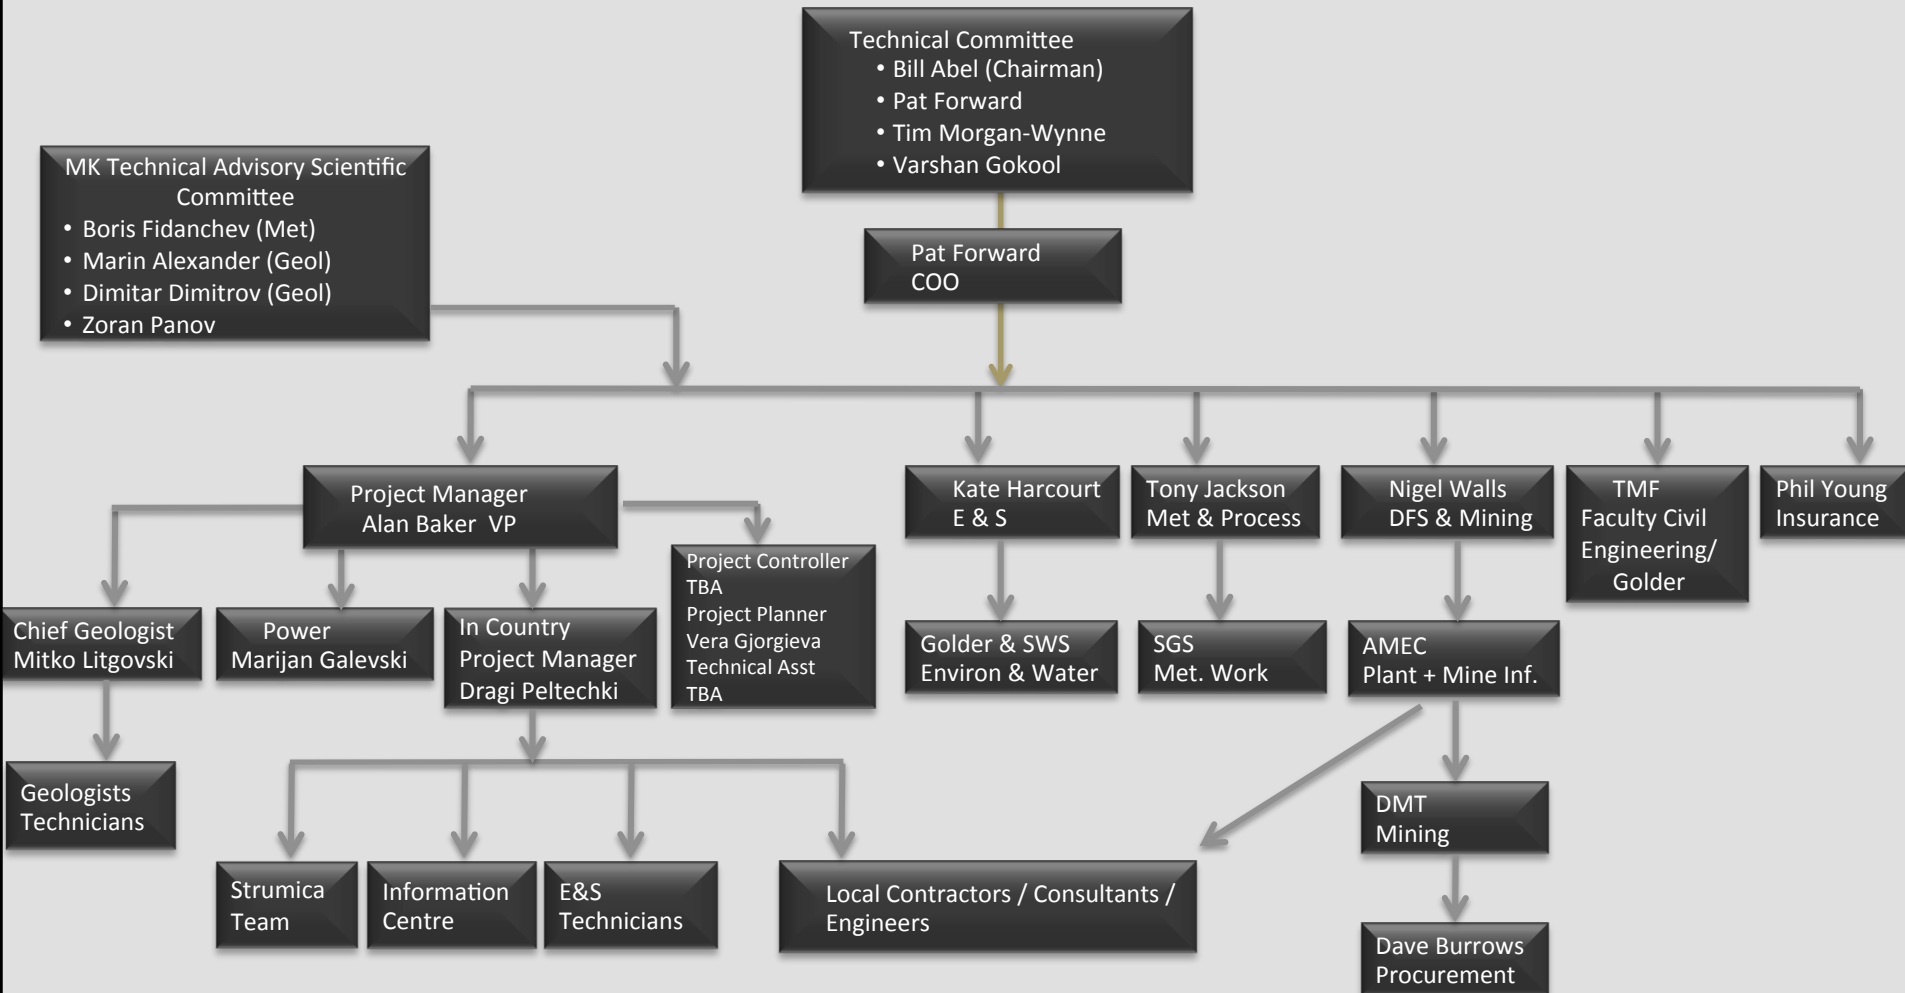 Technical Committee
• Bill Abel (Chairman)
• Pat Forward
• Tim Morgan-Wynne
• Varshan Gokool
MK Technical Advisory Scientific
Committee
• Boris Fidanchev (Met)
• Marin Alexander (Geol)
• Dimitar Dimitrov (Geol)
• Zoran Panov
Pat Forward
COO
Project Manager
Alan Baker VP
Kate Harcourt
E & S
Tony Jackson
Met & Process
Nigel Walls
DFS & Mining
TMF
Faculty Civil
Engineering/
Golder
Phil Young
Insurance
Chief Geologist
Mitko Litgovski
Power
Marijan Galevski
In Country
Project Manager
Dragi Peltechki
Project Controller
TBA
Project Planner
Vera Gjorgieva
Technical Asst
TBA
Golder & SWS
Environ & Water
SGS
Met. Work
AMEC
Plant + Mine Inf.
Geologists
Technicians
DMT
Mining
Strumica
Team
Information
Centre
E&S
Technicians
Local Contractors / Consultants /
Engineers
Dave Burrows
Procurement